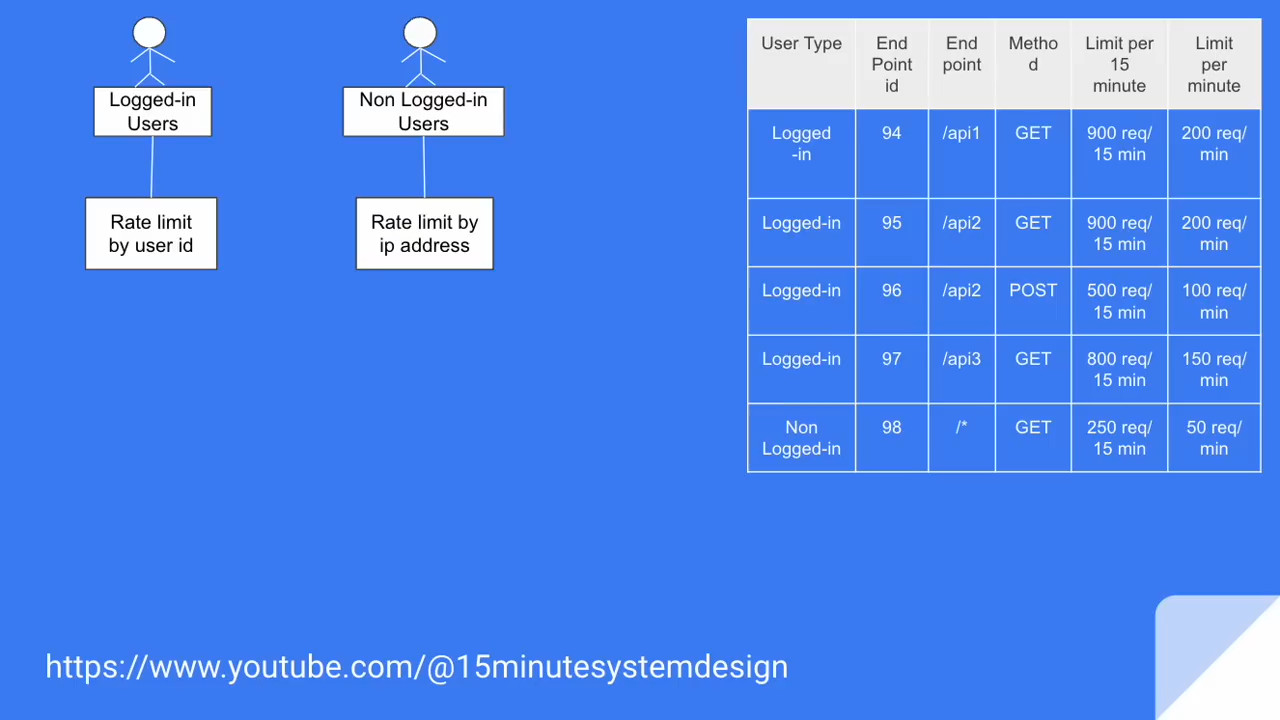 Logged-in
Users
Non Logged-in
Users
Rate limit
by user id
Rate limit by
ip address
User Type
End
Point
id
End
point
Metho
d
Limit per
15
minute
Limit
per
minute
Logged
-in
94
/api1
GET
900 req/
15 min
200 req/
min
Logged-in
95
/api2
GET
900 req/
15 min
200 req/
min
Logged-in
96
/api2
POST
500 req/
15 min
100 req/
min
Logged-in
97
/api3
GET
800 req/
15 min
150 req/
min
Non
Logged-in
98
/*
GET
250 req/
15 min
50 req/
min
https://www.youtube.com/@15minutesystemdesign